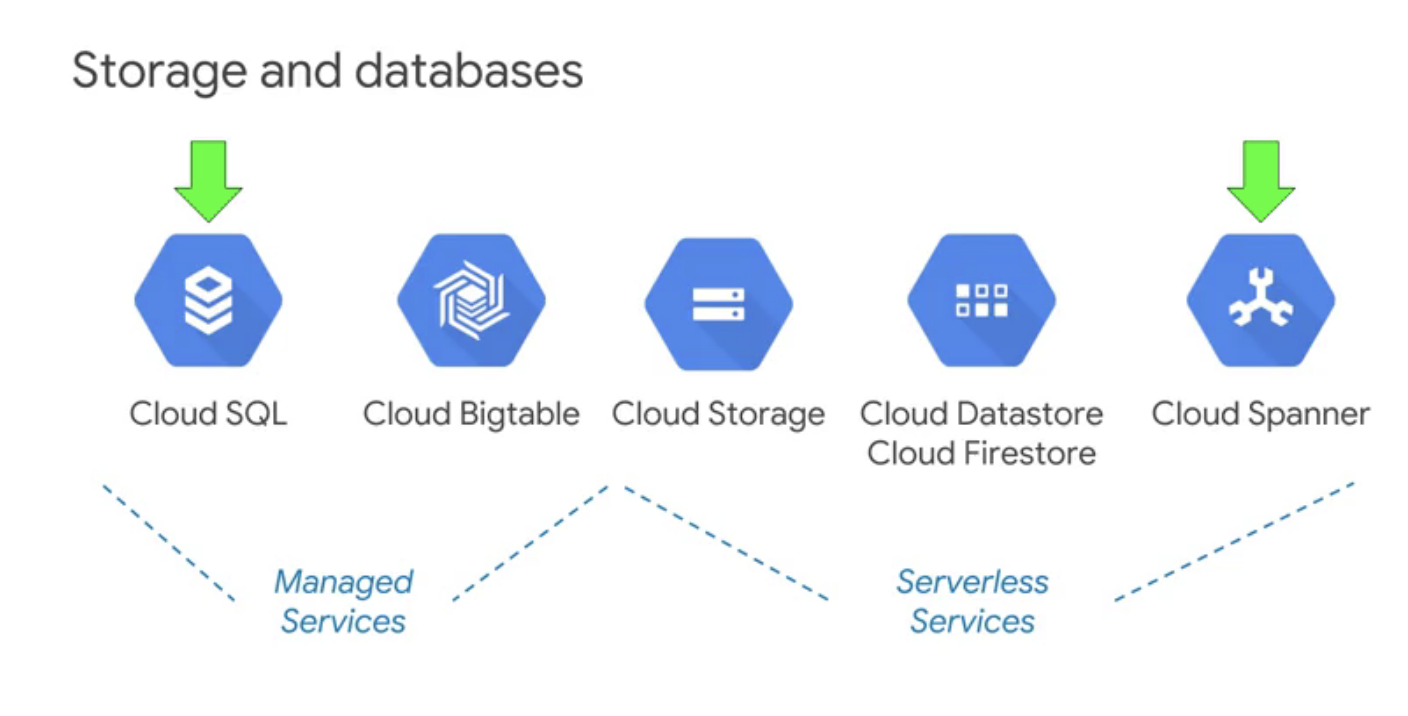 Storage and databases
Cloud SQL
Cloud Bigtable
Cloud Storage
Cloud Datastore
Cloud Firestore
Cloud Spanner
Managed
Services
Serverless
Services